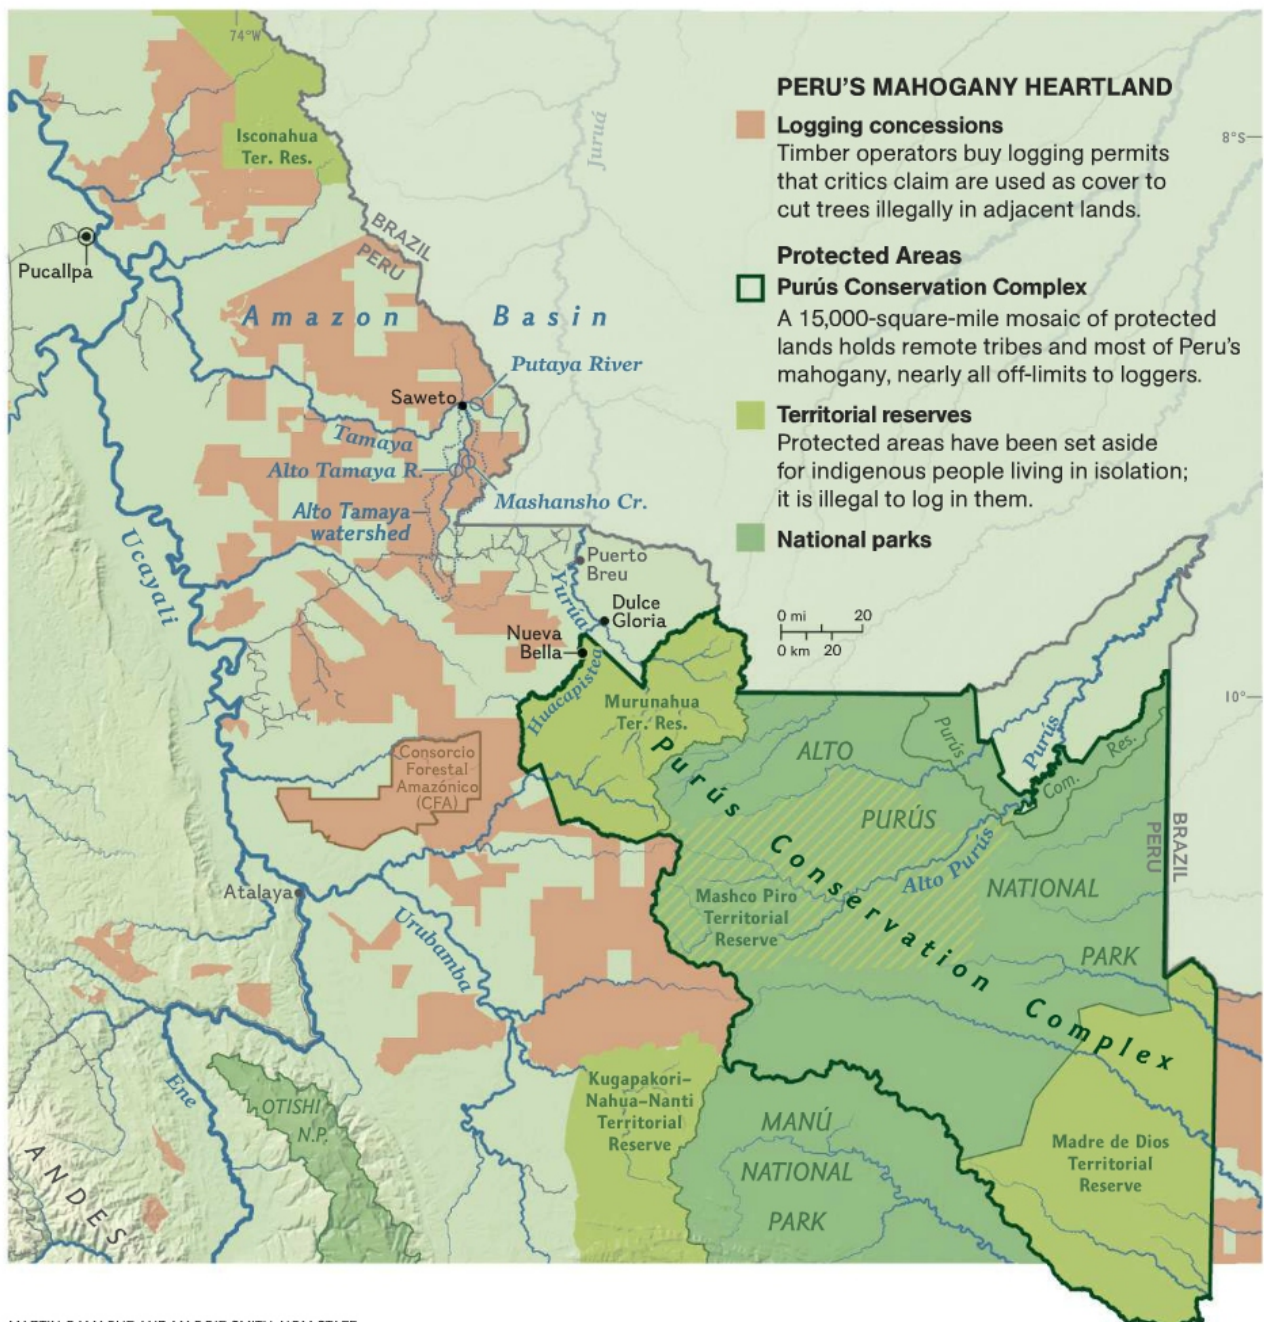 74°W
Isconahua
Ter. Res.
Juruá
PERU'S MAHOGANY HEARTLAND
Logging concessions
Timber operators buy logging permits
that critics claim are used as cover to
cut trees illegally in adjacent lands.
8°S
Protected Areas
Purús Conservation Complex
A 15,000-square-mile mosaic of protected
lands holds remote tribes and most of Peru's
mahogany, nearly all off-limits to loggers.
Territorial reserves
Protected areas have been set aside
for indigenous people living in isolation;
it is illegal to log in them.
National parks
0 mi 20
0 km 20
BRAZIL
PERU
Pucallpa
Amazon Basin
Putaya River
Saweto
Tamaya
Alto Tamaya R.
Mashansho Cr.
Alto Tamaya
watershed
Ucayali
Puerto
Breu
Yurúa
Dulce
Gloria
Nueva
Bella
Huacapistea
Murunahua
Ter. Res.
10°
Consorcio
Forestal
Amazónico
(CFA)
Purús Conservation Complex
ALTO
PURÚS
NATIONAL
PARK
Purús
Com.
Res.
Purús
Alto Purús
BRAZIL
PERU
Mashco Piro
Territorial
Reserve
Atalaya
Urubamba
Ene
OTISHI
N.P.
ANDES
Kugapakori-
Nahua-Nanti
Territorial
Reserve
MANÚ
NATIONAL
PARK
Madre de Dios
Territorial
Reserve